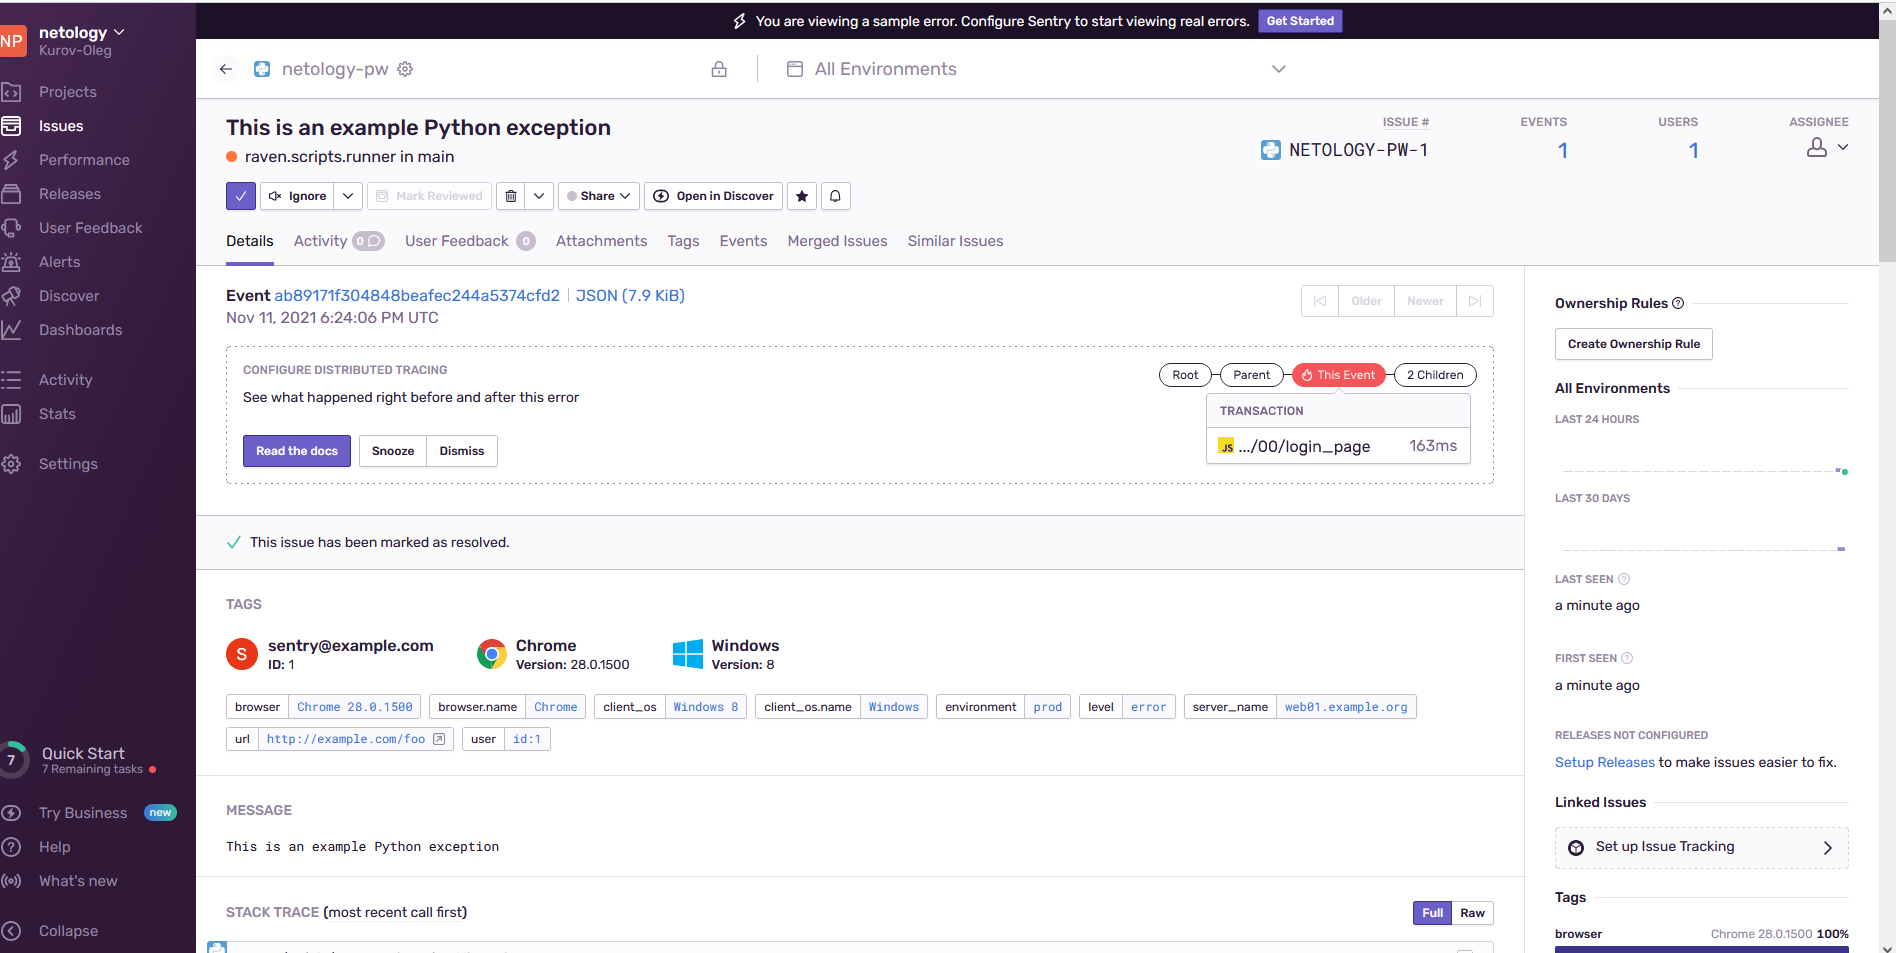 You are viewing a sample error. Configure Sentry to start viewing real errors. Get Started
NP
netology
Kurov-Oleg
Projects
Issues
Performance
Releases
User Feedback
Alerts
Discover
Dashboards
Activity
Stats
Settings
7
Quick Start
7 Remaining tasks
Try Business new
Help
What's new
Collapse
netology-pw
All Environments
This is an example Python exception
raven.scripts.runner in main
ISSUE # EVENTS USERS ASSIGNEE
NETOLOGY-PW-1 1 1
Ignore Mark Reviewed Share Open in Discover
Details Activity 0 User Feedback 0 Attachments Tags Events Merged Issues Similar Issues
Event ab89171f304848beafec244a5374cfd2 JSON (7.9 KiB)
Nov 11, 2021 6:24:06 PM UTC
Older Newer
CONFIGURE DISTRIBUTED TRACING
See what happened right before and after this error
Read the docs Snooze Dismiss
Root Parent This Event 2 Children
TRANSACTION
JS .../00/login_page 163ms
This issue has been marked as resolved.
TAGS
S
sentry@example.com
ID: 1
Chrome
Version: 28.0.1500
Windows
Version: 8
browser Chrome 28.0.1500 browser.name Chrome client_os Windows 8 client_os.name Windows environment prod level error server_name web01.example.org
url http://example.com/foo user id:1
MESSAGE
This is an example Python exception
STACK TRACE (most recent call first)
Full Raw
Ownership Rules
Create Ownership Rule
All Environments
LAST 24 HOURS
LAST 30 DAYS
LAST SEEN
a minute ago
FIRST SEEN
a minute ago
RELEASES NOT CONFIGURED
Setup Releases to make issues easier to fix.
Linked Issues
Set up Issue Tracking
Tags
browser Chrome 28.0.1500 100%